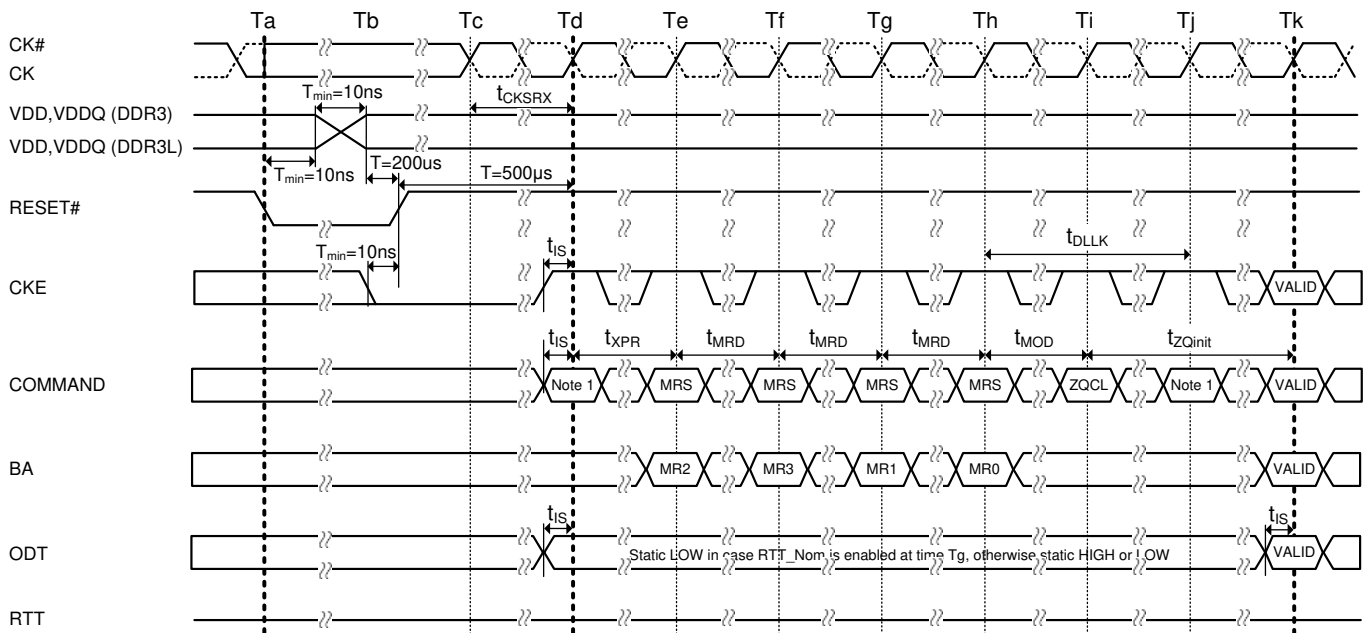 Ta Tb Tc Td Te Tf Tg Th Ti Tj Tk
CK#
CK
Tmin=10ns
tCKSRX
VDD,VDDQ (DDR3)
VDD,VDDQ (DDR3L)
Tmin=10ns
T=200us
T=500µs
RESET#
Tmin=10ns
tIS
tDLLK
CKE
VALID
tIS tXPR tMRD tMRD tMRD tMOD tZQinit
COMMAND
Note 1 MRS MRS MRS MRS ZQCL Note 1 VALID
BA
MR2 MR3 MR1 MR0 VALID
tIS tIS
ODT
Static LOW in case RTT_Nom is enabled at time Tg, otherwise static HIGH or LOW
VALID
RTT